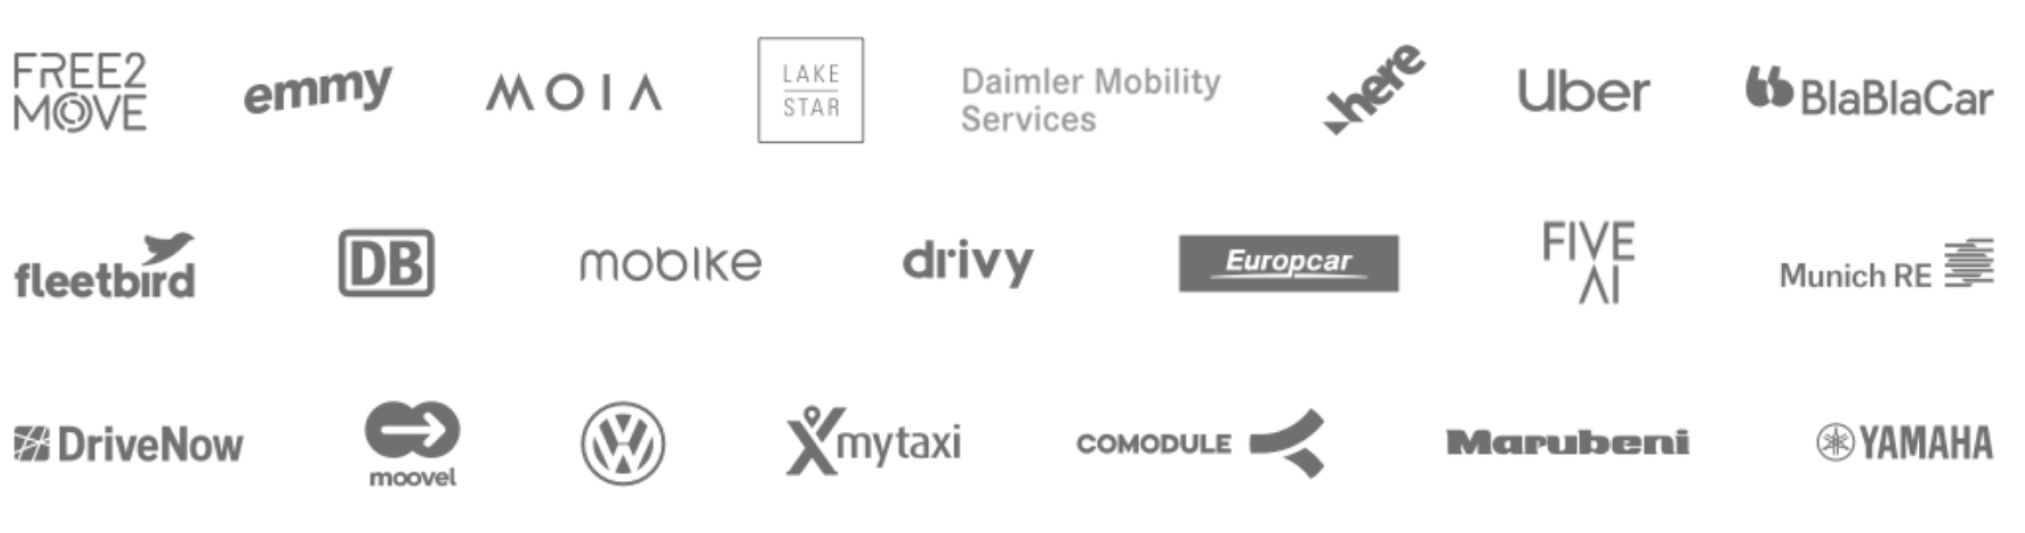 FREE2
MOVE
emmy
MOIA
LAKE
STAR
Daimler Mobility
Services
here
Uber
BlaBlaCar
fleetbird
DB
mobike
drivy
Europcar
FIVE
AI
Munich RE
DriveNow
moovel
VW
mytaxi
COMODULE
Marubeni
YAMAHA